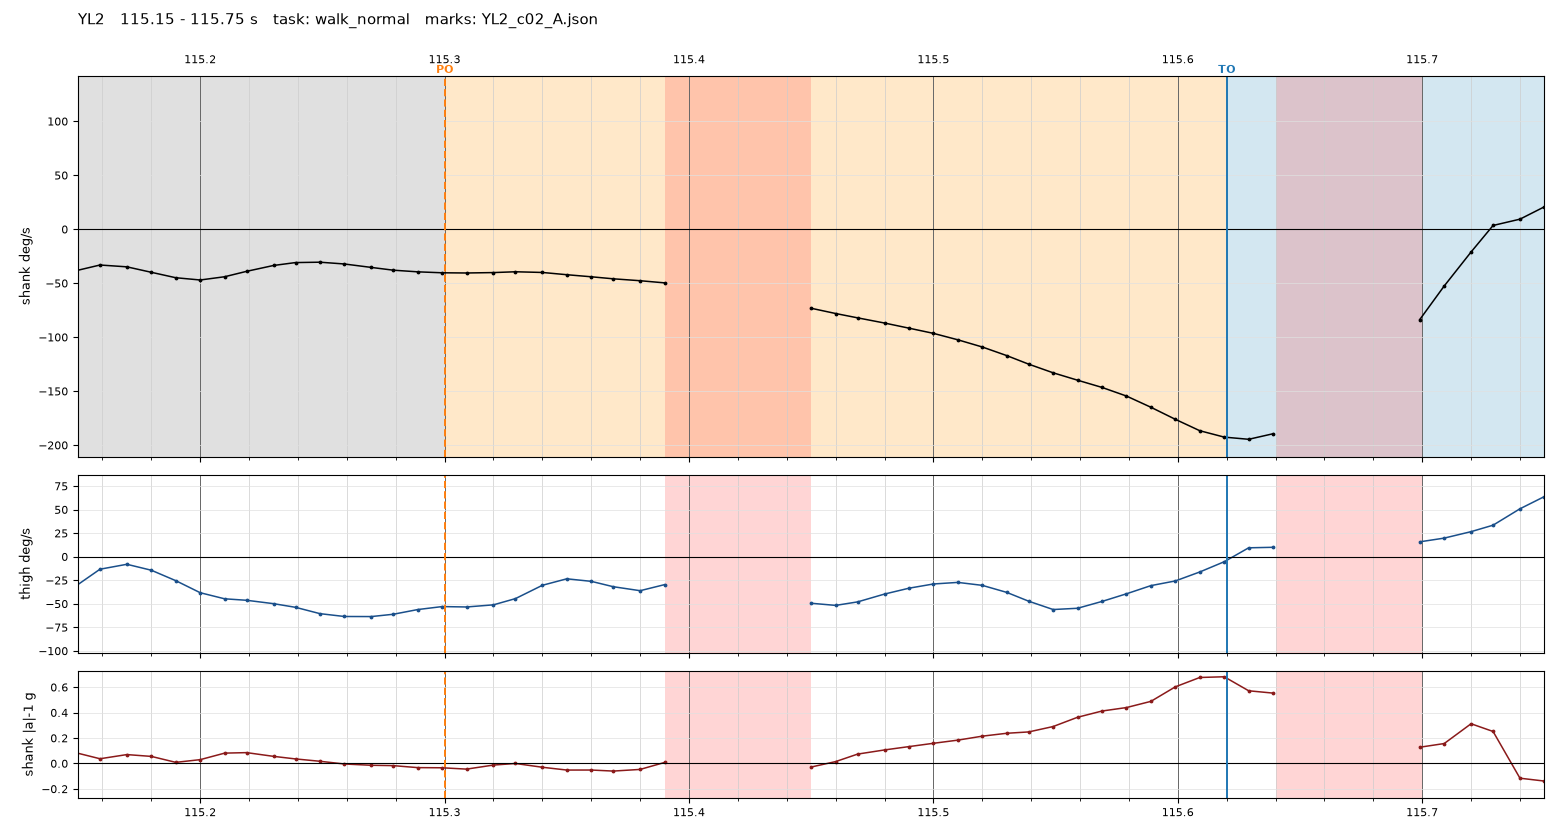 YL2   115.15 - 115.75 s   task: walk_normal   marks: YL2_c02_A.json
115.2 115.3 115.4 115.5 115.6 115.7
PO TO
shank deg/s
100
50
0
−50
−100
−150
−200
thigh deg/s
75
50
25
0
−25
−50
−75
−100
shank |a|-1 g
0.6
0.4
0.2
0.0
−0.2
115.2 115.3 115.4 115.5 115.6 115.7